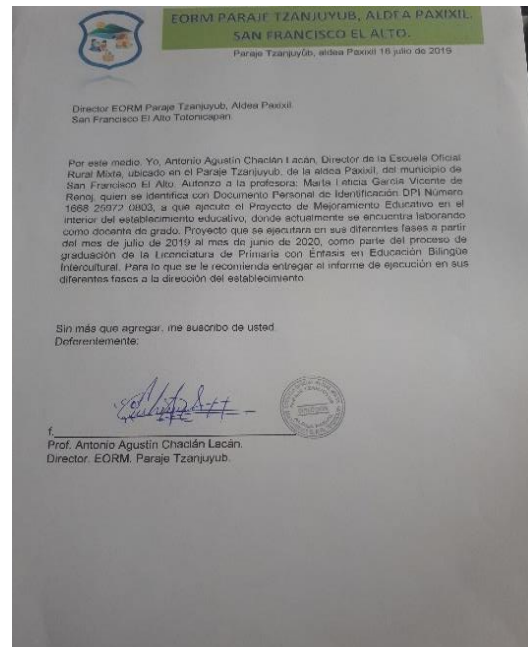 EORM PARAJE TZANJUYUB, ALDEA PAXIXIL.
SAN FRANCISCO EL ALTO.
Paraje Tzanjuyúb, aldea Paxixil 16 julio de 2019
Director EORM Paraje Tzanjuyub, Aldea Paxixil.
San Francisco El Alto Totonicapán.
Por este medio, Yo, Antonio Agustín Chaclán Lacán, Director de la Escuela Oficial
Rural Mixta, ubicado en el Paraje Tzanjuyub, de la aldea Paxixil, del municipio de
San Francisco El Alto. Autorizo a la profesora: Marta Leticia García Vicente de
Renoj, quien se identifica con Documento Personal de Identificación DPI Número
1668 25972 0803, a que ejecute el Proyecto de Mejoramiento Educativo en el
interior del establecimiento educativo, donde actualmente se encuentra laborando
como docente de grado. Proyecto que se ejecutara en sus diferentes fases a partir
del mes de julio de 2019 al mes de junio de 2020, como parte del proceso de
graduación de la Licenciatura de Primaria con Énfasis en Educación Bilingüe
Intercultural. Para lo que se le recomienda entregar el informe de ejecución en sus
diferentes fases a la dirección del establecimiento.
Sin más que agregar, me suscribo de usted.
Deferentemente:
f.
Prof. Antonio Agustín Chaclán Lacán.
Director. EORM. Paraje Tzanjuyub.